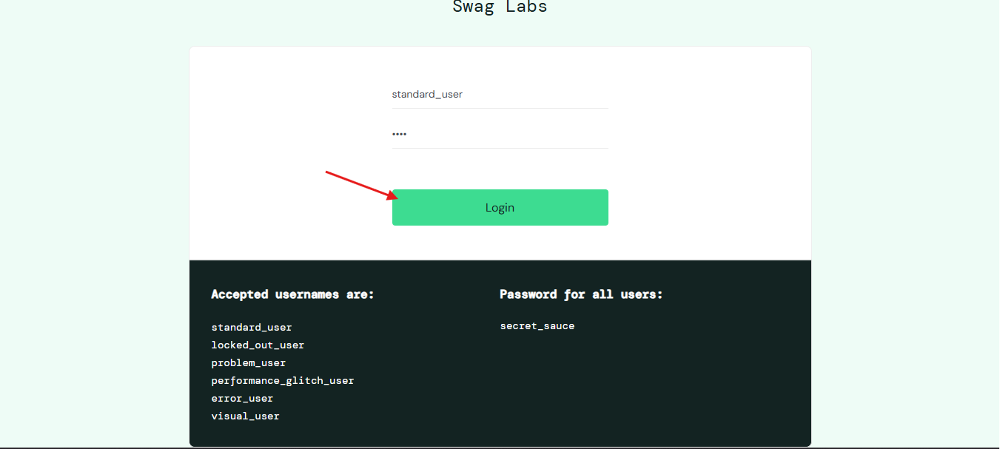 Swag Labs
standard_user
••••
Login
Accepted usernames are:
standard_user
locked_out_user
problem_user
performance_glitch_user
error_user
visual_user
Password for all users:
secret_sauce